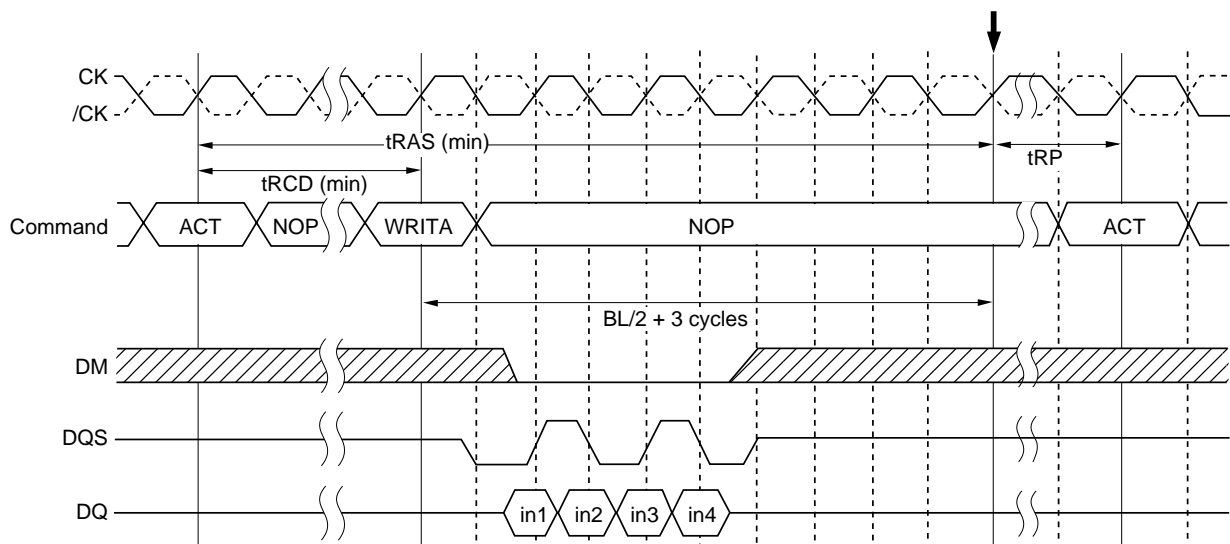 CK
/CK
tRAS (min)
tRP
tRCD (min)
Command ACT NOP WRITA NOP ACT
BL/2 + 3 cycles
DM
DQS
DQ in1 in2 in3 in4